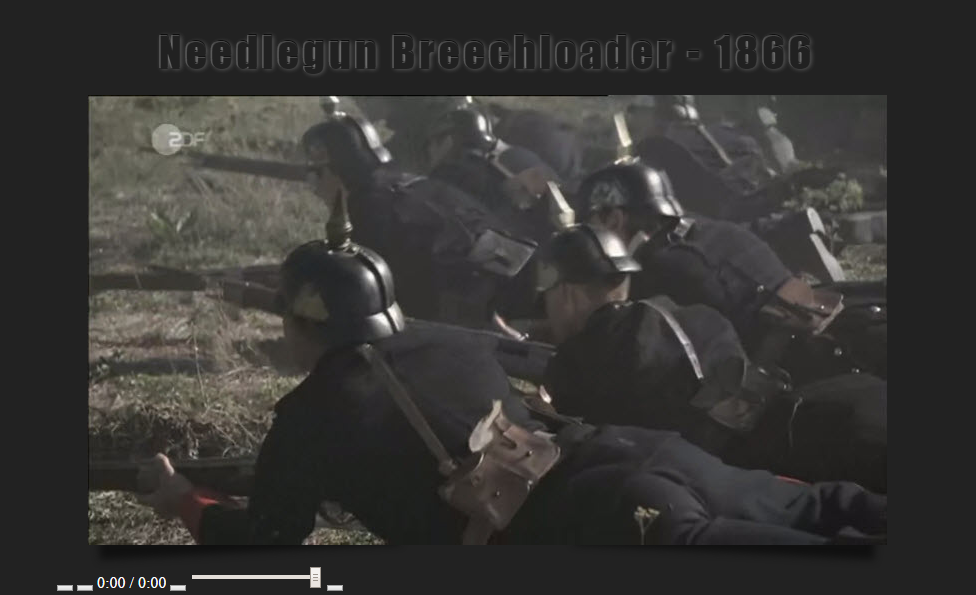 Needlegun Breechloader - 1866
2DF
0:00 / 0:00